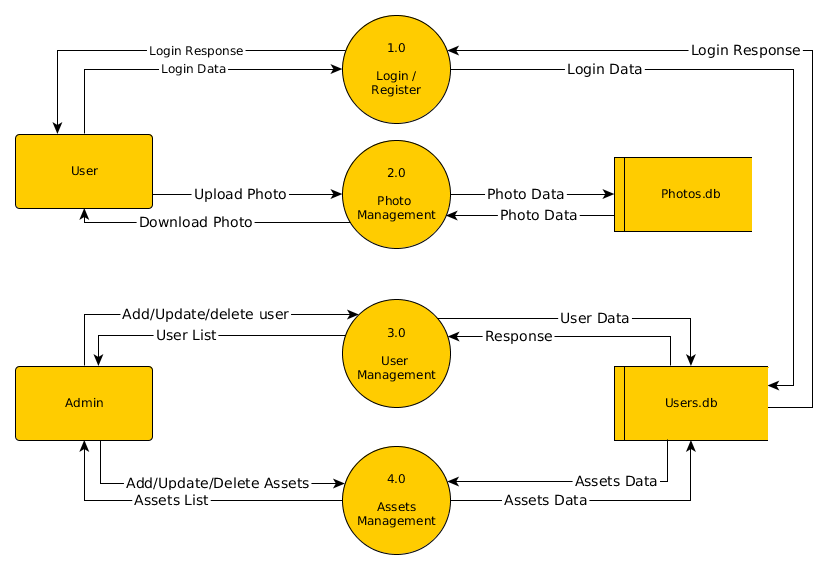 1.0
Login Response
Login Response
Login Data
Login /
Register
Login Data
User
2.0
Upload Photo
Photo Data
Photos.db
Photo
Management
Download Photo
Photo Data
Add/Update/delete user
User Data
3.0
User List
Response
User
Management
Admin
Users.db
4.0
Add/Update/Delete Assets
Assets Data
Assets List
Assets Data
Assets
Management